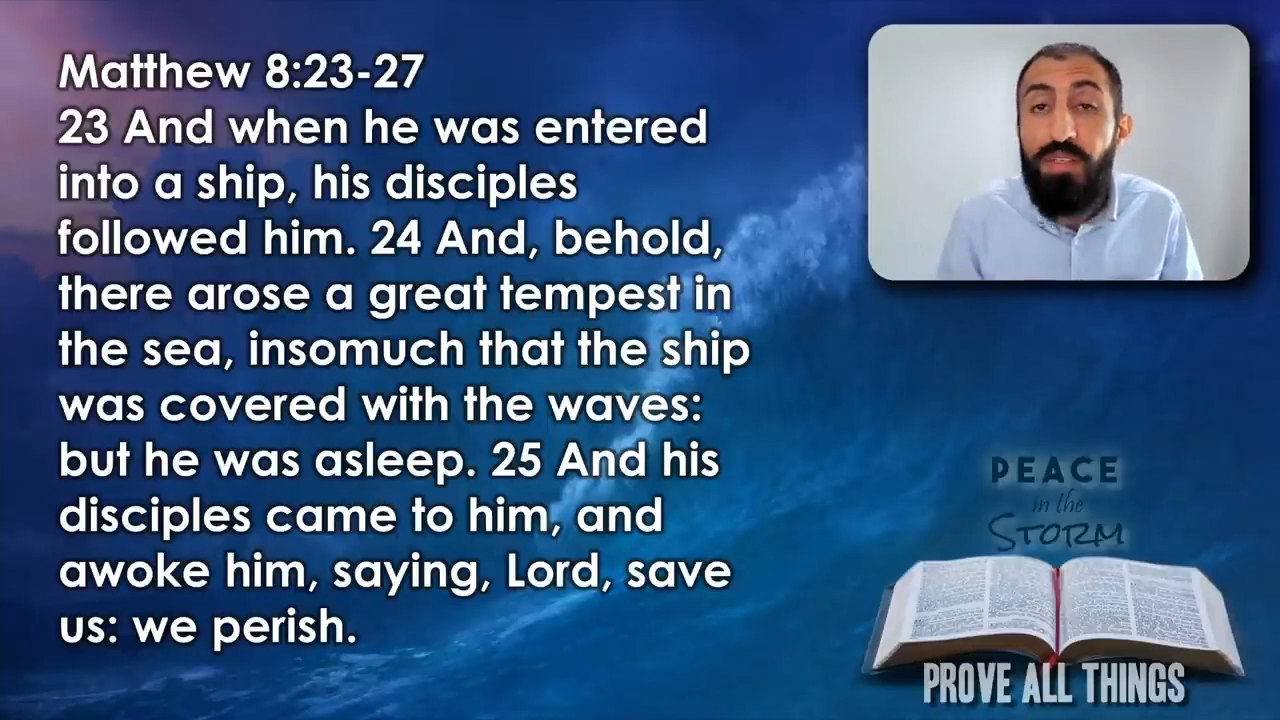 Matthew 8:23-27
23 And when he was entered
into a ship, his disciples
followed him. 24 And, behold,
there arose a great tempest in
the sea, insomuch that the ship
was covered with the waves:
but he was asleep. 25 And his
disciples came to him, and
awoke him, saying, Lord, save
us: we perish.
PEACE
in the
STORM
PROVE ALL THINGS